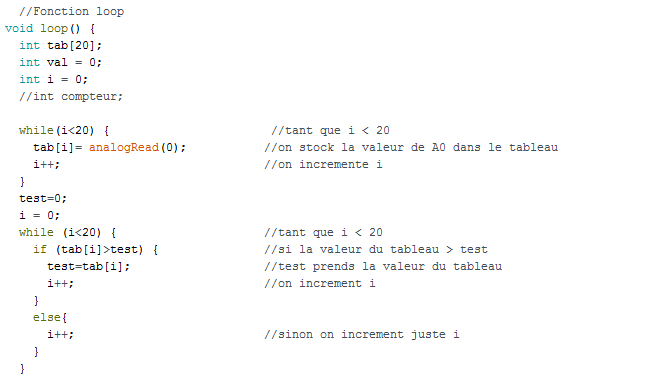 //Fonction loop
void loop() {
int tab[20];
int val = 0;
int i = 0;
//int compteur;
while(i<20) { //tant que i < 20
tab[i]= analogRead(0); //on stock la valeur de A0 dans le tableau
i++; //on incremente i
}
test=0;
i = 0;
while (i<20) { //tant que i < 20
if (tab[i]>test) { //si la valeur du tableau > test
test=tab[i]; //test prends la valeur du tableau
i++; //on increment i
}
else{
i++; //sinon on increment juste i
}
}